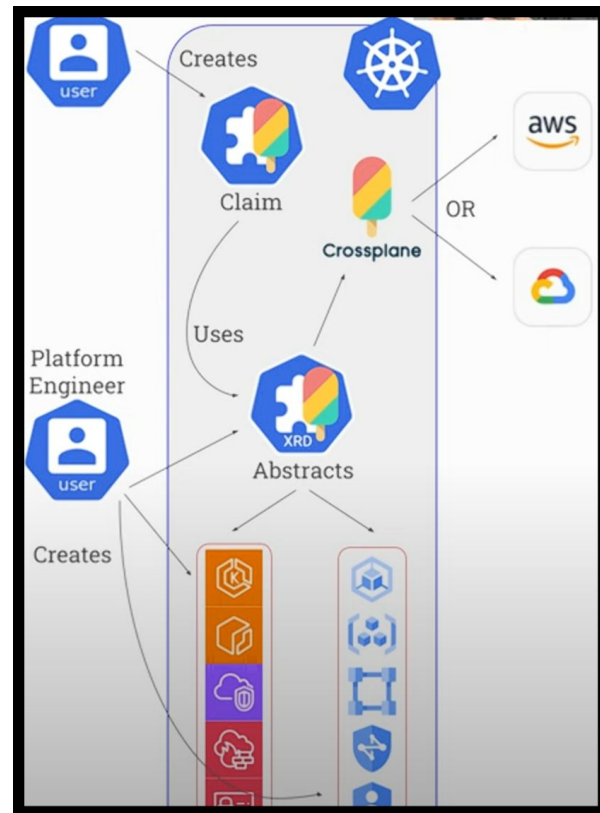 user
Creates
Claim
aws
OR
Crossplane
Uses
Platform
Engineer
user
XRD
Abstracts
Creates
K